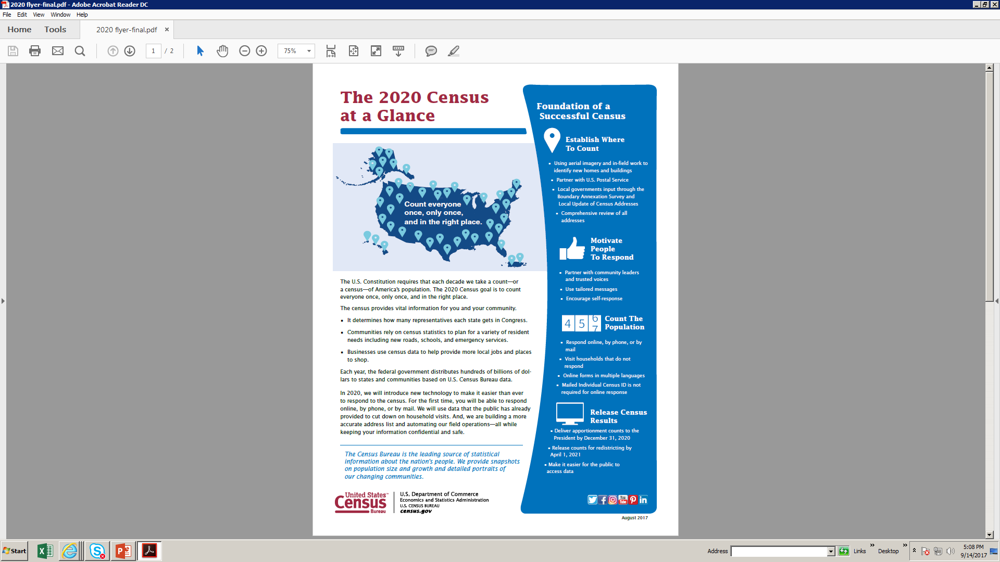 2020 flyer-final.pdf - Adobe Acrobat Reader DC
File Edit View Window Help
Home Tools 2020 flyer-final.pdf ×
1 / 2 75%
The 2020 Census
at a Glance
Count everyone
once, only once,
and in the right place.
The U.S. Constitution requires that each decade we take a count—or
a census—of America's population. The 2020 Census goal is to count
everyone once, only once, and in the right place.
The census provides vital information for you and your community.
▪ It determines how many representatives each state gets in Congress.
▪ Communities rely on census statistics to plan for a variety of resident
needs including new roads, schools, and emergency services.
▪ Businesses use census data to help provide more local jobs and places
to shop.
Each year, the federal government distributes hundreds of billions of dol-
lars to states and communities based on U.S. Census Bureau data.
In 2020, we will introduce new technology to make it easier than ever
to respond to the census. For the first time, you will be able to respond
online, by phone, or by mail. We will use data that the public has already
provided to cut down on household visits. And, we are building a more
accurate address list and automating our field operations—all while
keeping your information confidential and safe.
The Census Bureau is the leading source of statistical
information about the nation's people. We provide snapshots
on population size and growth and detailed portraits of
our changing communities.
United States™
Census
Bureau
U.S, Department of Commerce
Economics and Statistics Administration
U.S. CENSUS BUREAU
census.gov
Foundation of a
Successful Census
Establish Where
To Count
▪ Using aerial imagery and in-field work to
identify new homes and buildings
▪ Partner with U.S. Postal Service
▪ Local governments input through the
Boundary Annexation Survey and
Local Update of Census Addresses
▪ Comprehensive review of all
addresses
Motivate
People
To Respond
▪ Partner with community leaders
and trusted voices
▪ Use tailored messages
▪ Encourage self-response
4 5 6 7
Count The
Population
▪ Respond online, by phone, or by
mail
▪ Visit households that do not
respond
▪ Online forms in multiple languages
▪ Mailed Individual Census ID is not
required for online response
Release Census
Results
▪ Deliver apportionment counts to the
President by December 31, 2020
▪ Release counts for redistricting by
April 1, 2021
▪ Make it easier for the public to
access data
You Tube
in
August 2017
Start Address Links » Desktop » 5:08 PM
9/14/2017